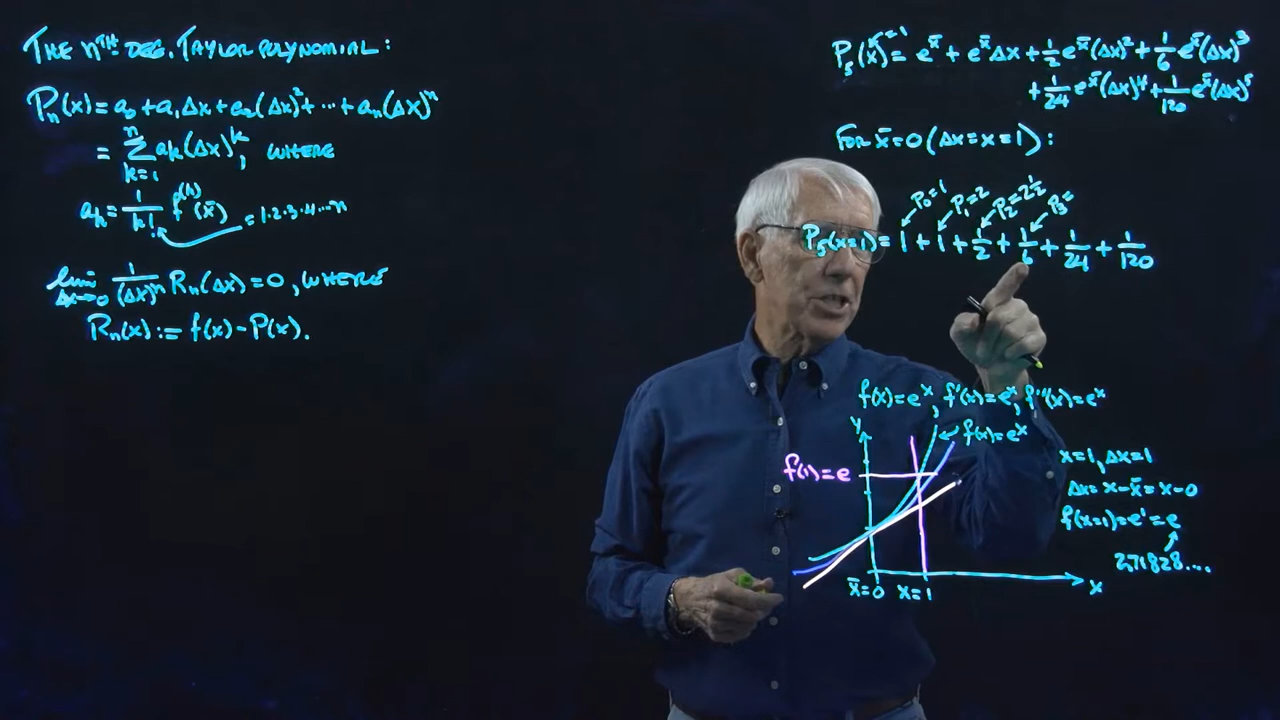 THE nTH DEG. TAYLOR POLYNOMIAL:
Pn(x) = a₀ + a₁Δx + a₂(Δx)² + ··· + an(Δx)ⁿ
= Σ_{k=1}^{n} ak(Δx)^k, WHERE
ak = 1/k! f^(k)(x̄) = 1·2·3·4···n
lim_{Δx→0} 1/(Δx)ⁿ Rn(Δx) = 0, WHERE
Rn(x) := f(x) - P(x).
P₅(x) = e^x̄ + e^x̄ Δx + 1/2 e^x̄ (Δx)² + 1/6 e^x̄ (Δx)³
+ 1/24 e^x̄ (Δx)⁴ + 1/120 e^x̄ (Δx)⁵
FOR x̄=0 (Δx=x=1):
P₀=1 P₁=2 P₂=2½ P₃=
P₅(x=1) = 1 + 1 + 1/2 + 1/6 + 1/24 + 1/120
f(x)=e^x, f'(x)=e^x, f''(x)=e^x
y
f(x)=e^x
f(1)=e
x=1, Δx=1
Δx=x-x̄=x-0
f(x=1)=e¹=e
2.71828...
x̄=0 x=1 x